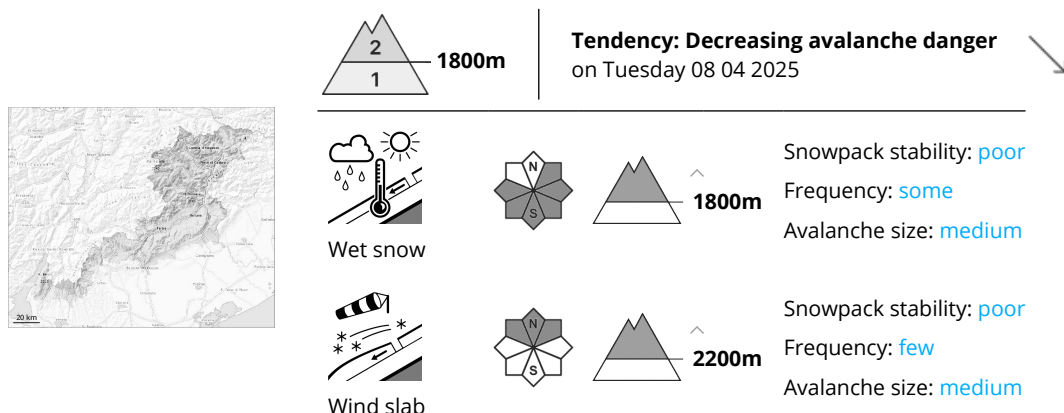 2
1
1800m
Tendency: Decreasing avalanche danger
on Tuesday 08 04 2025
20 km
Wet snow
N
S
1800m
Snowpack stability: poor
Frequency: some
Avalanche size: medium
Wind slab
N
S
2200m
Snowpack stability: poor
Frequency: few
Avalanche size: medium